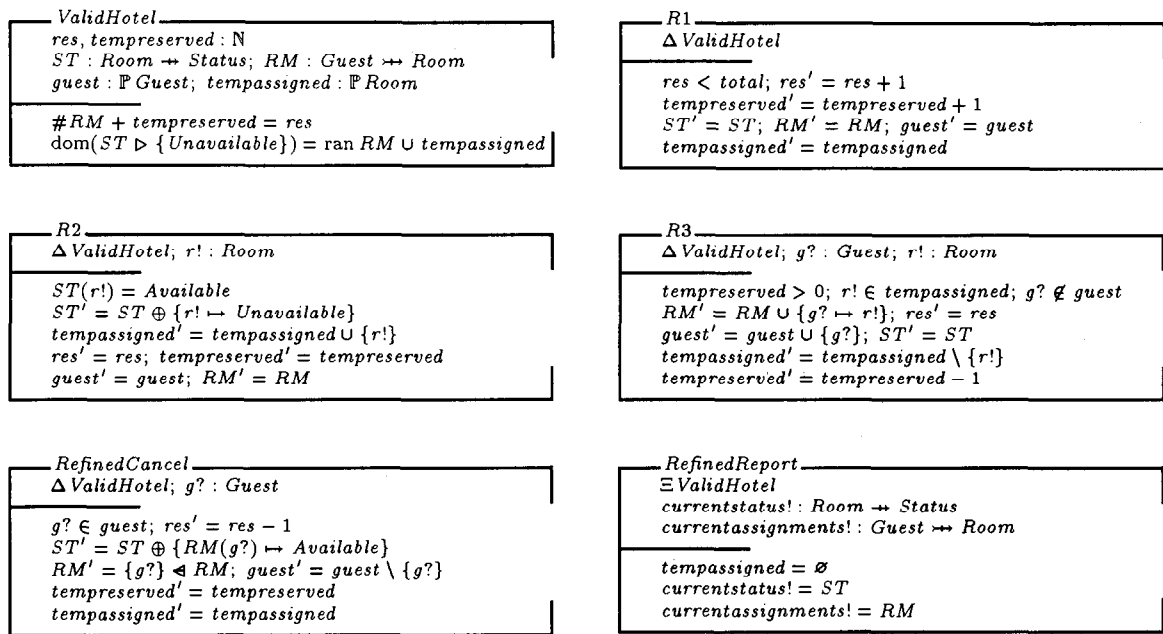 ValidHotel
res, tempreserved : ℕ
ST : Room ⇸ Status; RM : Guest ⤔ Room
guest : ℙ Guest; tempassigned : ℙ Room
#RM + tempreserved = res
dom(ST ▷ {Unavailable}) = ran RM ∪ tempassigned
R1
Δ ValidHotel
res < total; res′ = res + 1
tempreserved′ = tempreserved + 1
ST′ = ST; RM′ = RM; guest′ = guest
tempassigned′ = tempassigned
R2
Δ ValidHotel; r! : Room
ST(r!) = Available
ST′ = ST ⊕ {r! ↦ Unavailable}
tempassigned′ = tempassigned ∪ {r!}
res′ = res; tempreserved′ = tempreserved
guest′ = guest; RM′ = RM
R3
Δ ValidHotel; g? : Guest; r! : Room
tempreserved > 0; r! ∈ tempassigned; g? ∉ guest
RM′ = RM ∪ {g? ↦ r!}; res′ = res
guest′ = guest ∪ {g?}; ST′ = ST
tempassigned′ = tempassigned \ {r!}
tempreserved′ = tempreserved − 1
RefinedCancel
Δ ValidHotel; g? : Guest
g? ∈ guest; res′ = res − 1
ST′ = ST ⊕ {RM(g?) ↦ Available}
RM′ = {g?} ⩤ RM; guest′ = guest \ {g?}
tempreserved′ = tempreserved
tempassigned′ = tempassigned
RefinedReport
Ξ ValidHotel
currentstatus! : Room ⇸ Status
currentassignments! : Guest ⤔ Room
tempassigned = ∅
currentstatus! = ST
currentassignments! = RM